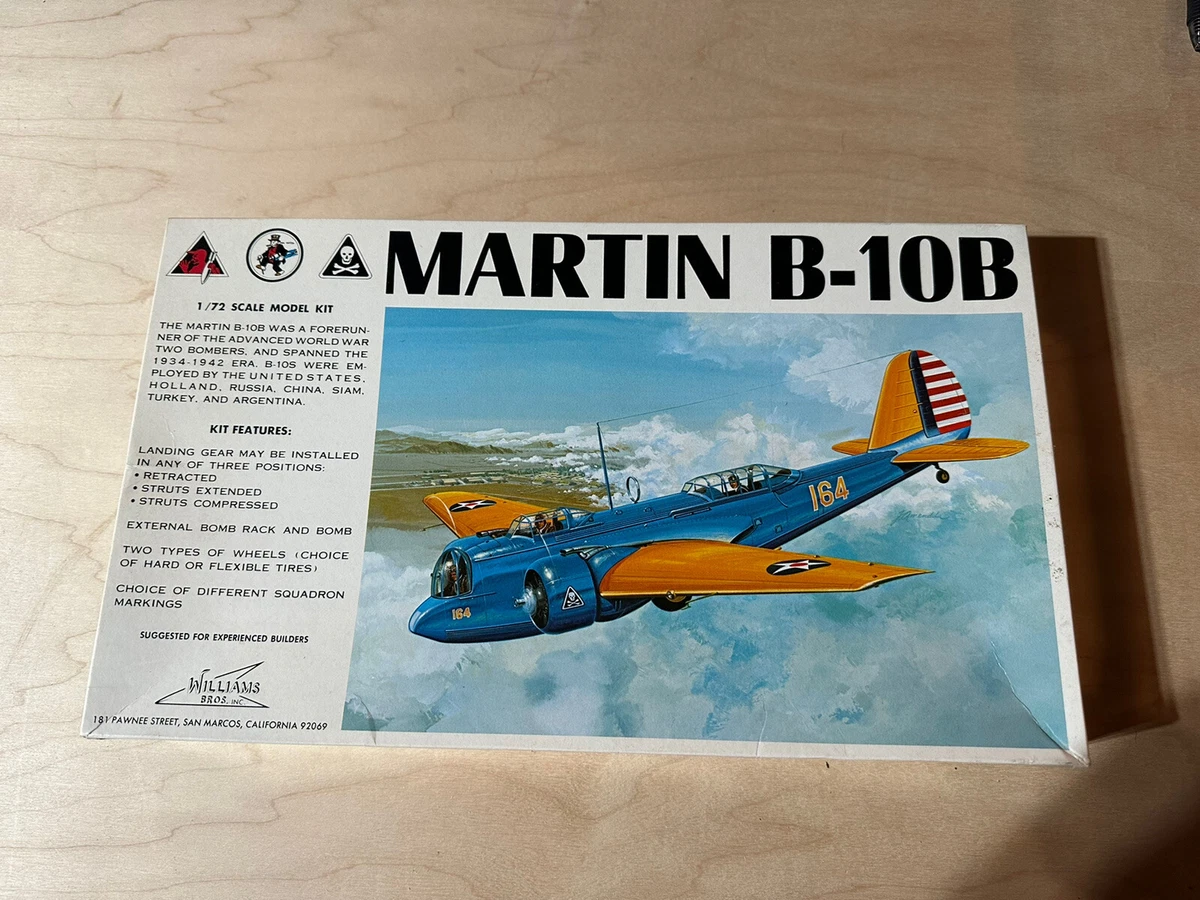 MARTIN B-10B
1/72 SCALE MODEL KIT
THE MARTIN B-10B WAS A FORERUN-
NER OF THE ADVANCED WORLD WAR
TWO BOMBERS, AND SPANNED THE
1934-1942 ERA. B-10S WERE EM-
PLOYED BY THE UNITED STATES,
HOLLAND, RUSSIA, CHINA, SIAM,
TURKEY, AND ARGENTINA.
KIT FEATURES:
LANDING GEAR MAY BE INSTALLED
IN ANY OF THREE POSITIONS:
• RETRACTED
• STRUTS EXTENDED
• STRUTS COMPRESSED
EXTERNAL BOMB RACK AND BOMB
TWO TYPES OF WHEELS (CHOICE
OF HARD OR FLEXIBLE TIRES)
CHOICE OF DIFFERENT SQUADRON
MARKINGS
SUGGESTED FOR EXPERIENCED BUILDERS
WILLIAMS
BROS. INC.
181 PAWNEE STREET, SAN MARCOS, CALIFORNIA 92069
164
164